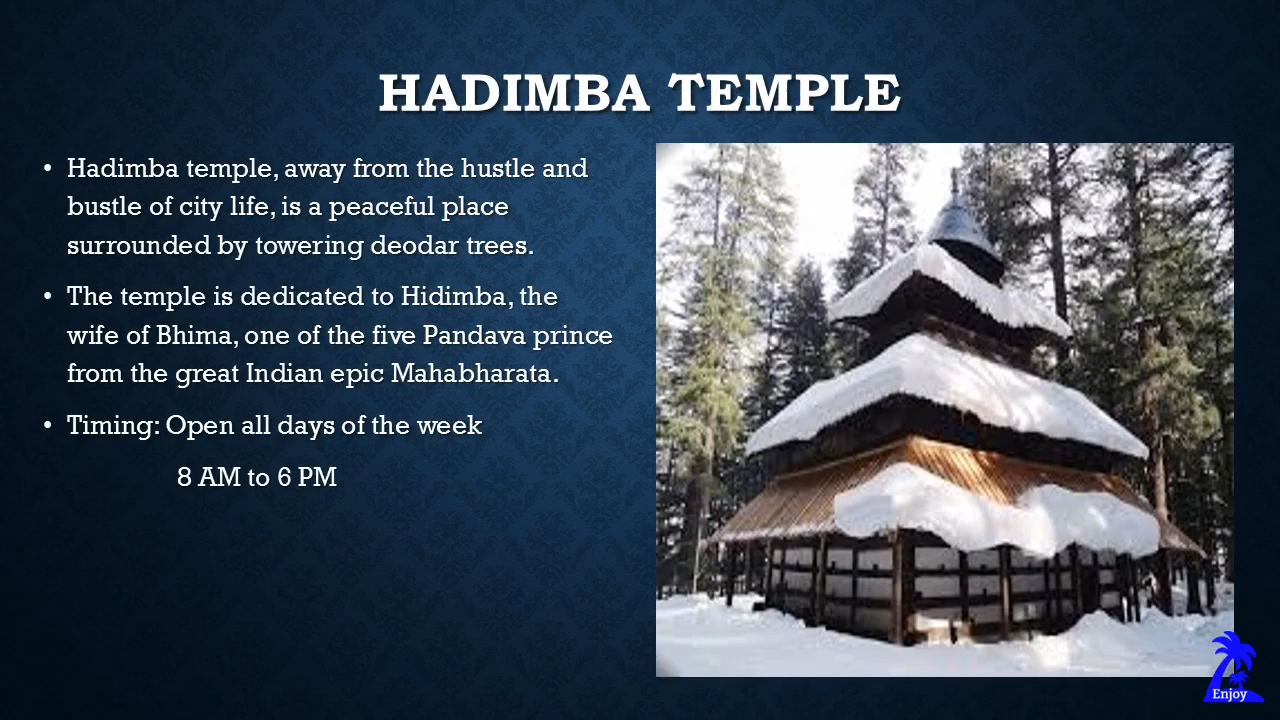 HADIMBA TEMPLE
• Hadimba temple, away from the hustle and
bustle of city life, is a peaceful place
surrounded by towering deodar trees.
• The temple is dedicated to Hidimba, the
wife of Bhima, one of the five Pandava prince
from the great Indian epic Mahabharata.
• Timing: Open all days of the week
8 AM to 6 PM
Enjoy